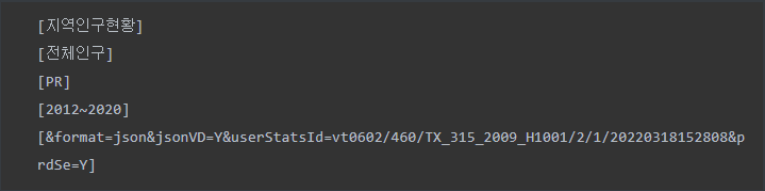 [지역인구현황]
[전체인구]
[PR]
[2012~2020]
[&format=json&jsonVD=Y&userStatsId=vt0602/460/TX_315_2009_H1001/2/1/20220318152808&p
rdSe=Y]